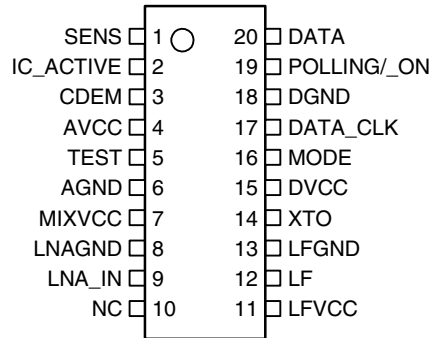 SENS 1 20 DATA
IC_ACTIVE 2 19 POLLING/_ON
CDEM 3 18 DGND
AVCC 4 17 DATA_CLK
TEST 5 16 MODE
AGND 6 15 DVCC
MIXVCC 7 14 XTO
LNAGND 8 13 LFGND
LNA_IN 9 12 LF
NC 10 11 LFVCC